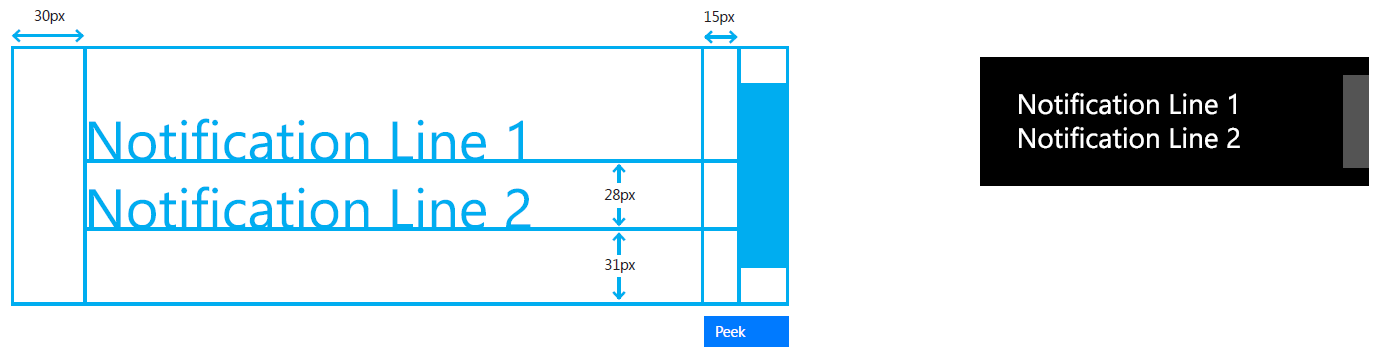 30px
15px
Notification Line 1
Notification Line 2
28px
31px
Peek
Notification Line 1
Notification Line 2